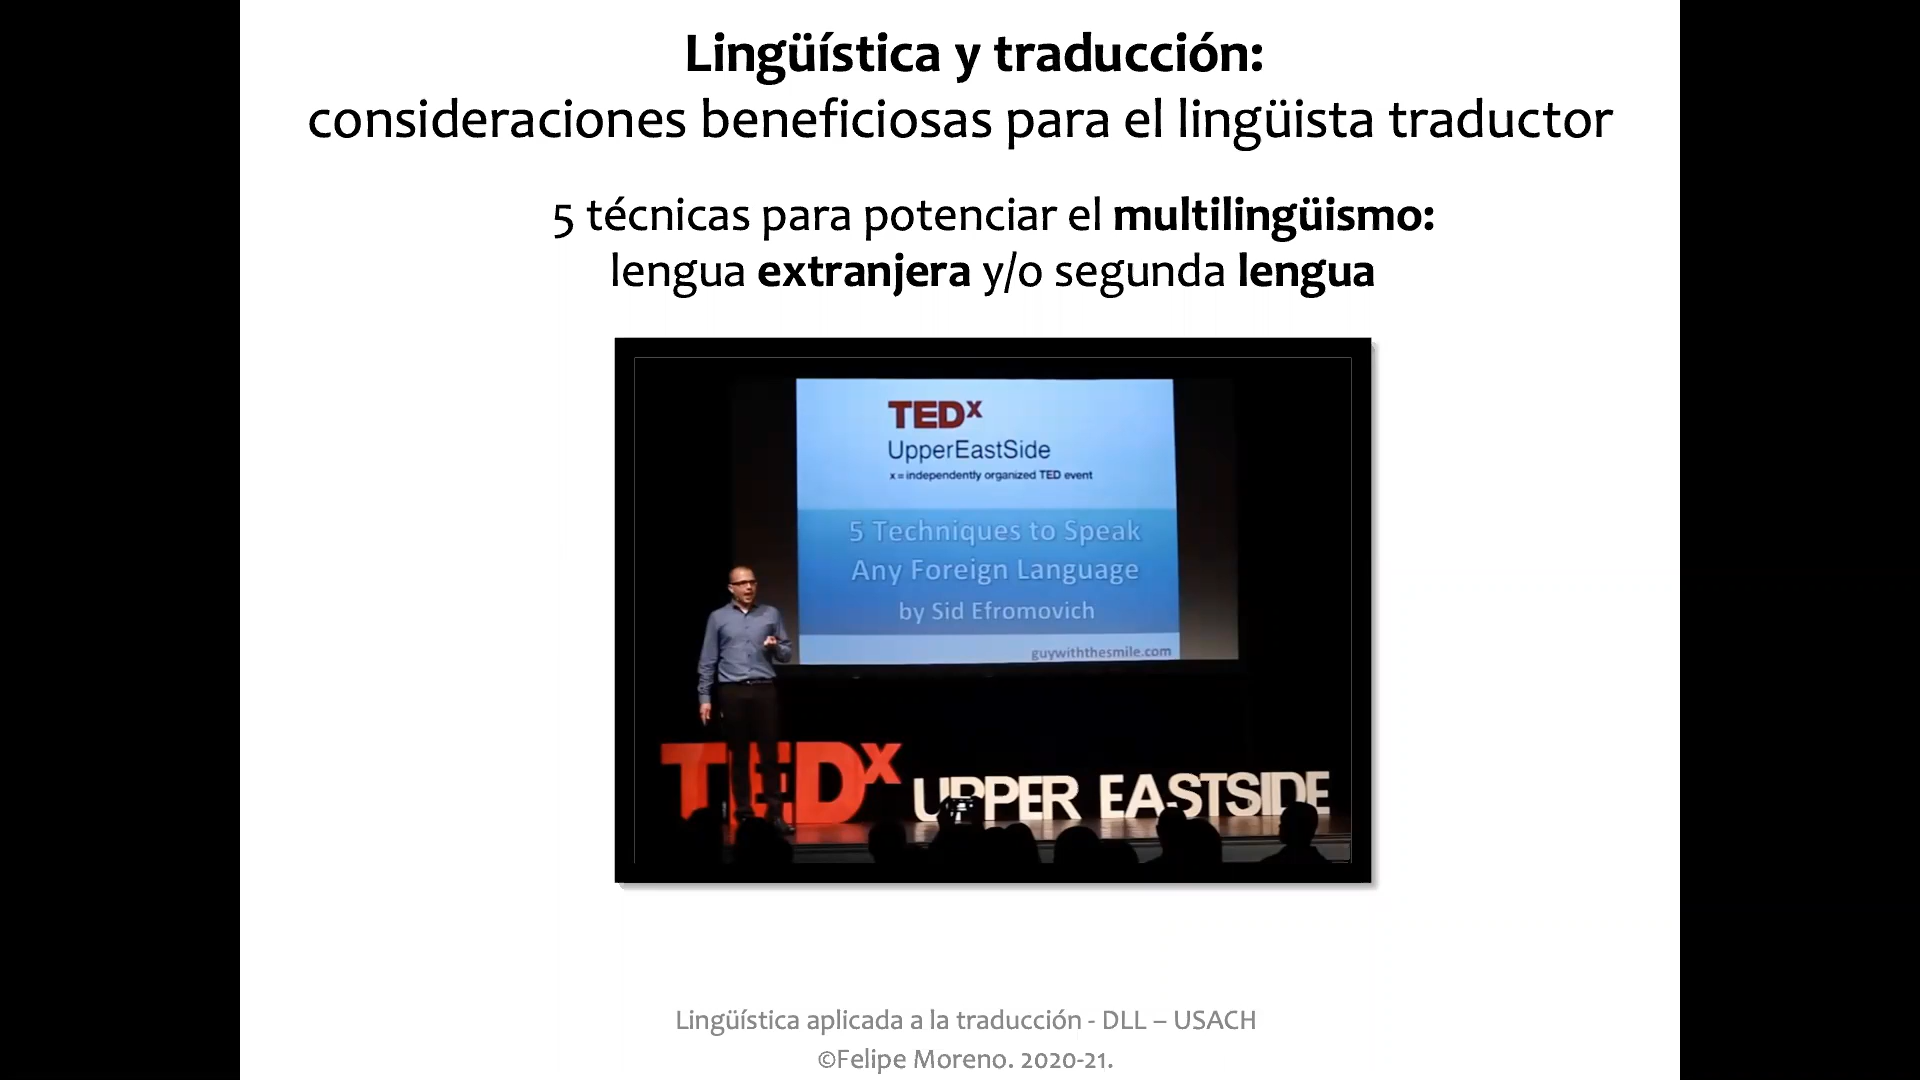 Lingüística y traducción:
consideraciones beneficiosas para el lingüista traductor
5 técnicas para potenciar el multilingüismo:
lengua extranjera y/o segunda lengua
TEDx
UpperEastSide
x = independently organized TED event
5 Techniques to Speak
Any Foreign Language
by Sid Efromovich
guywiththesmile.com
TEDx UPPER EASTSIDE
Lingüística aplicada a la traducción - DLL – USACH
©Felipe Moreno. 2020-21.